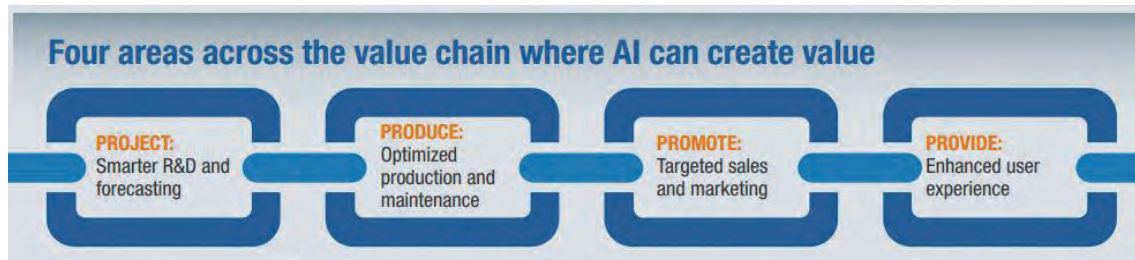 Four areas across the value chain where AI can create value
PROJECT:
Smarter R&D and
forecasting
PRODUCE:
Optimized
production and
maintenance
PROMOTE:
Targeted sales
and marketing
PROVIDE:
Enhanced user
experience